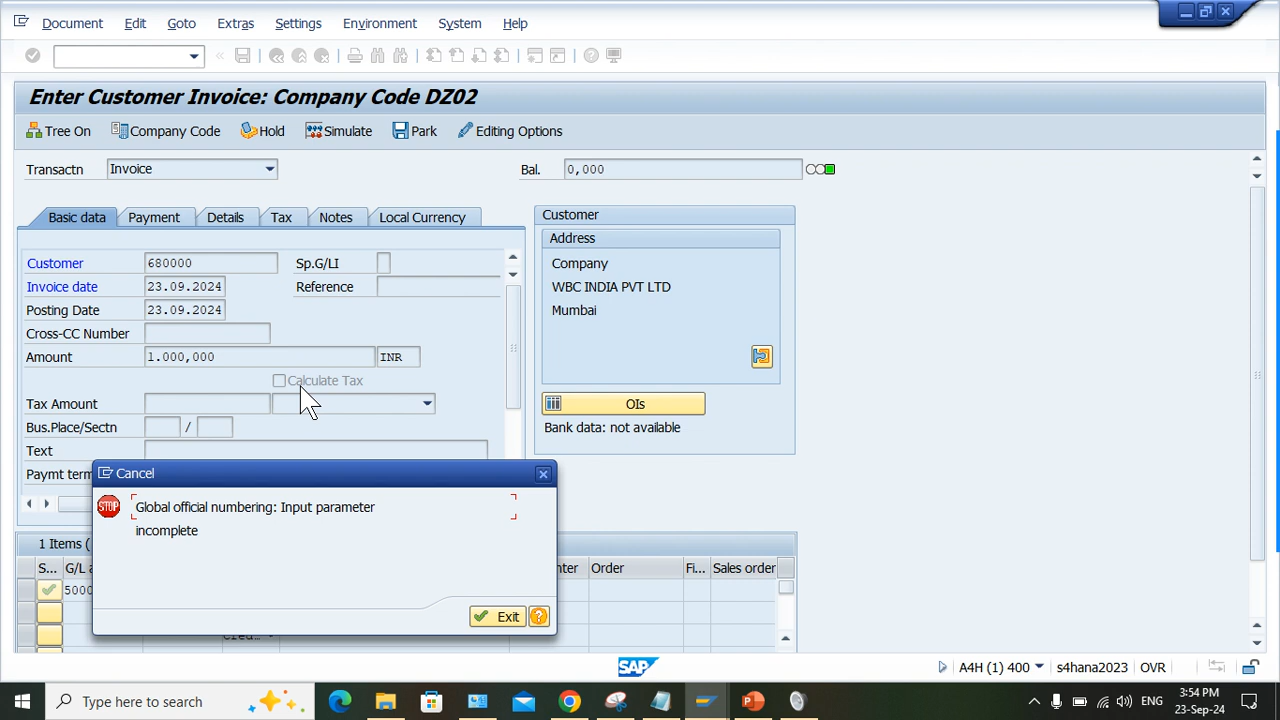 Document Edit Goto Extras Settings Environment System Help
Enter Customer Invoice: Company Code DZ02
Tree On Company Code Hold Simulate Park Editing Options
Transactn Invoice Bal. 0,000
Basic data Payment Details Tax Notes Local Currency
Customer 680000 Sp.G/LI
Invoice date 23.09.2024 Reference
Posting Date 23.09.2024
Cross-CC Number
Amount 1.000,000 INR
Calculate Tax
Tax Amount
Bus.Place/Sectn /
Text
Paymt term
Customer
Address
Company
WBC INDIA PVT LTD
Mumbai
OIs
Bank data: not available
Cancel
STOP
Global official numbering: Input parameter
incomplete
Exit
1 Items (
S... G/L a nter Order Fi... Sales order
5000
Cred...
SAP
A4H (1) 400 s4hana2023 OVR
Type here to search
ENG
3:54 PM
23-Sep-24